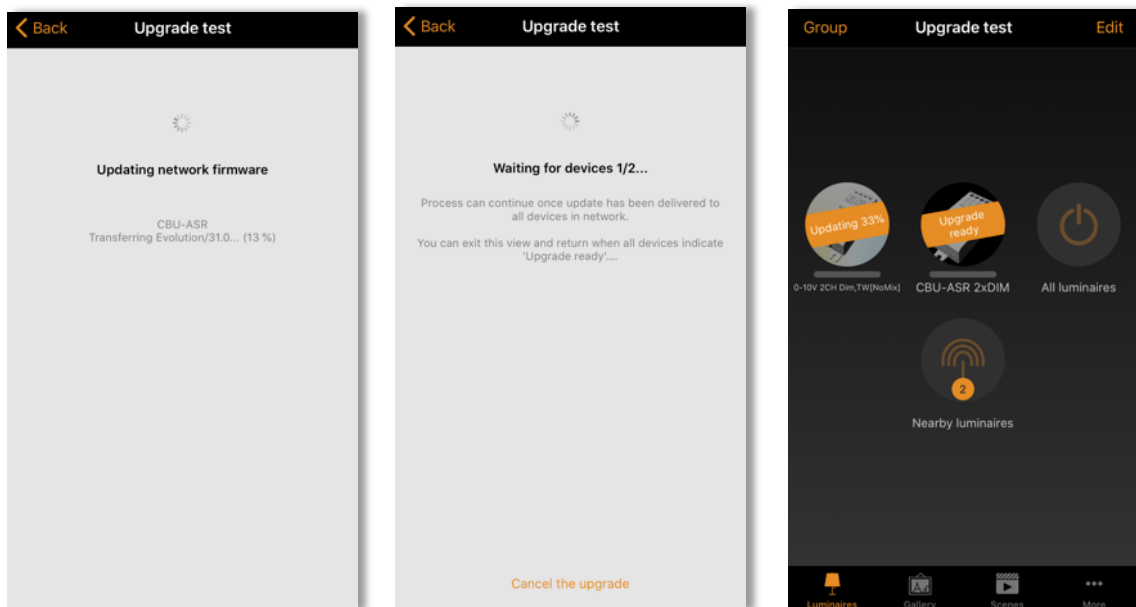 Back
Upgrade test
Updating network firmware
CBU-ASR
Transferring Evolution/31.0... (13 %)
Back
Upgrade test
Waiting for devices 1/2...
Process can continue once update has been delivered to
all devices in network.
You can exit this view and return when all devices indicate
'Upgrade ready'....
Cancel the upgrade
Group
Upgrade test
Edit
Updating 33%
Upgrade
ready
0-10V 2CH Dim,TW[NoMix]
CBU-ASR 2xDIM
All luminaires
2
Nearby luminaires
Luminaires
Gallery
Scenes
More